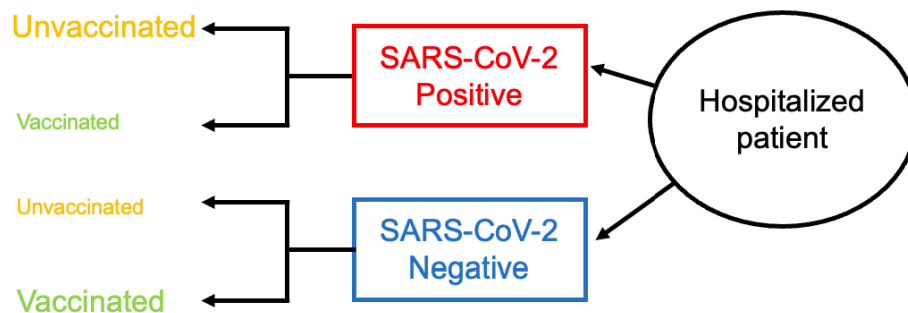 Unvaccinated
SARS-CoV-2
Positive
Vaccinated
Hospitalized
patient
Unvaccinated
SARS-CoV-2
Negative
Vaccinated